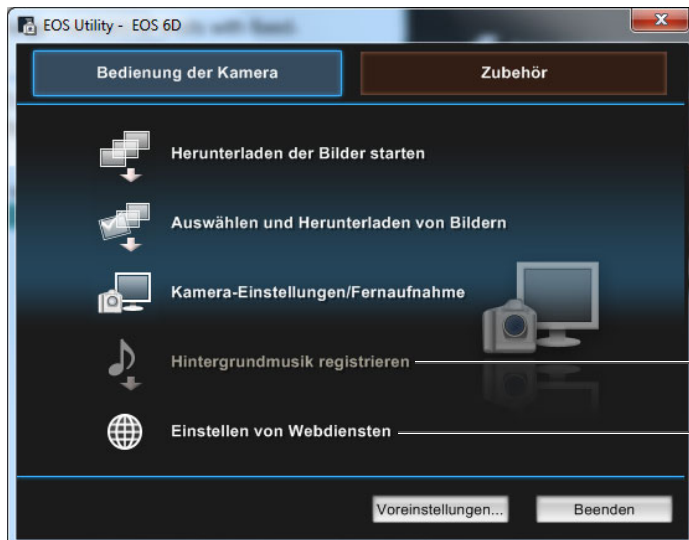 EOS Utility - EOS 6D
Bedienung der Kamera
Zubehör
Herunterladen der Bilder starten
Auswählen und Herunterladen von Bildern
Kamera-Einstellungen/Fernaufnahme
Hintergrundmusik registrieren
Einstellen von Webdiensten
Voreinstellungen...
Beenden